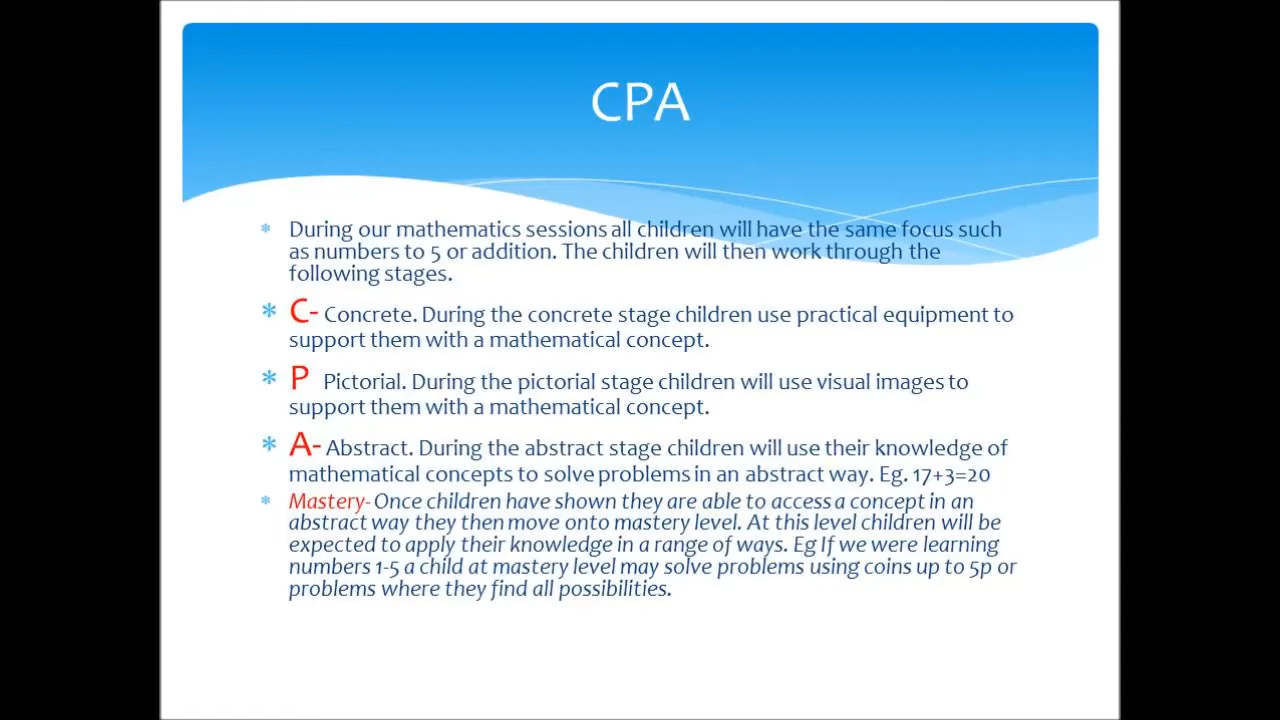 CPA
During our mathematics sessions all children will have the same focus such
as numbers to 5 or addition. The children will then work through the
following stages.
C- Concrete. During the concrete stage children use practical equipment to
support them with a mathematical concept.
P Pictorial. During the pictorial stage children will use visual images to
support them with a mathematical concept.
A- Abstract. During the abstract stage children will use their knowledge of
mathematical concepts to solve problems in an abstract way. Eg. 17+3=20
Mastery- Once children have shown they are able to access a concept in an
abstract way they then move onto mastery level. At this level children will be
expected to apply their knowledge in a range of ways. Eg If we were learning
numbers 1-5 a child at mastery level may solve problems using coins up to 5p or
problems where they find all possibilities.